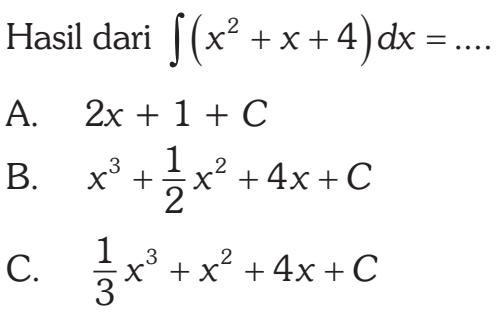 Hasil dari ∫(x² + x + 4)dx = ....
A. 2x + 1 + C
B. x³ + 1/2 x² + 4x + C
C. 1/3 x³ + x² + 4x + C